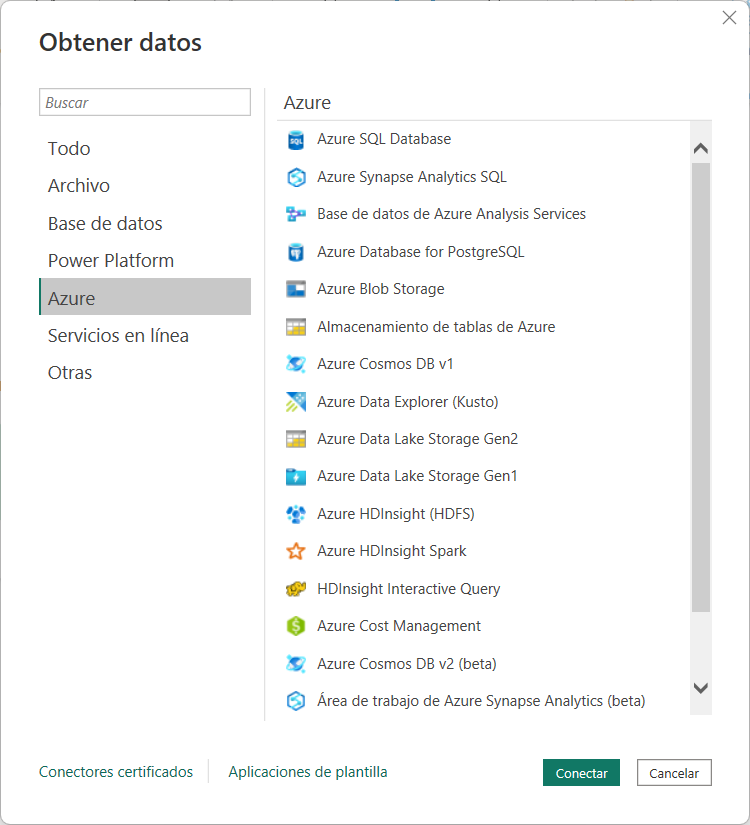 Obtener datos
Buscar
Todo
Archivo
Base de datos
Power Platform
Azure
Servicios en línea
Otras
Azure
Azure SQL Database
Azure Synapse Analytics SQL
Base de datos de Azure Analysis Services
Azure Database for PostgreSQL
Azure Blob Storage
Almacenamiento de tablas de Azure
Azure Cosmos DB v1
Azure Data Explorer (Kusto)
Azure Data Lake Storage Gen2
Azure Data Lake Storage Gen1
Azure HDInsight (HDFS)
Azure HDInsight Spark
HDInsight Interactive Query
Azure Cost Management
Azure Cosmos DB v2 (beta)
Área de trabajo de Azure Synapse Analytics (beta)
Conectores certificados
Aplicaciones de plantilla
Conectar
Cancelar